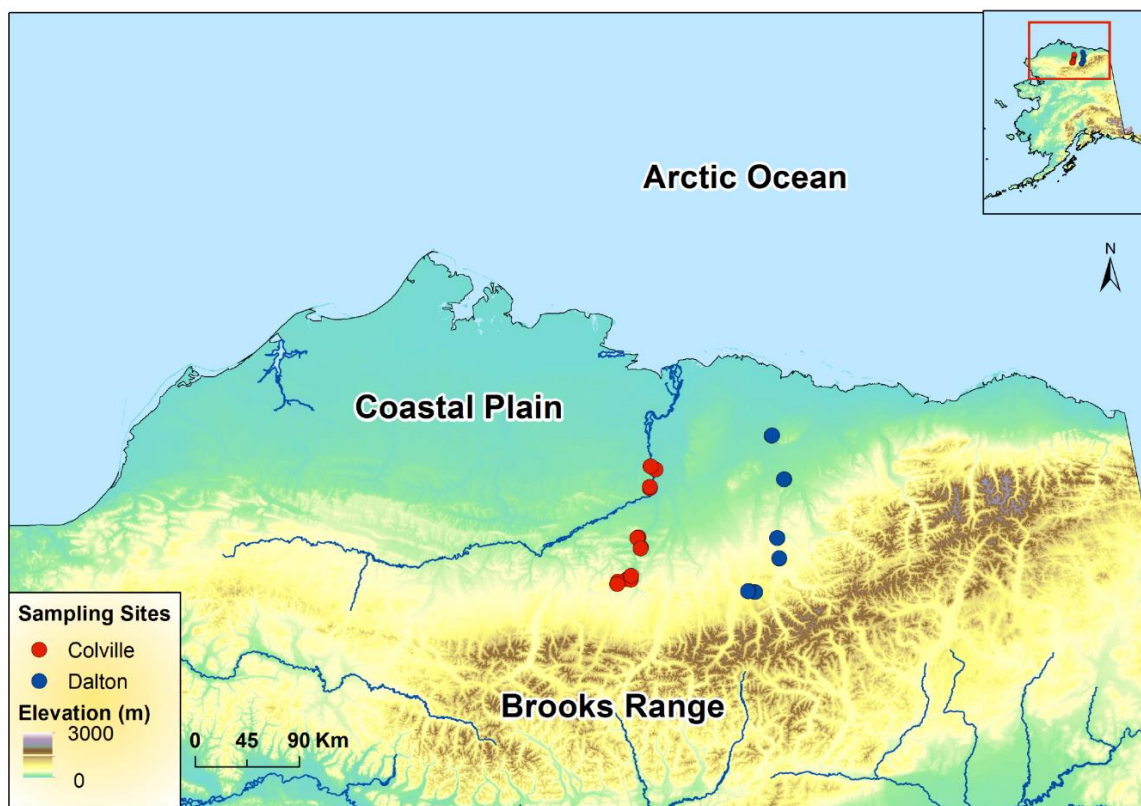 Arctic Ocean
N
Coastal Plain
Brooks Range
Sampling Sites
Colville
Dalton
Elevation (m)
3000
0
0 45 90 Km